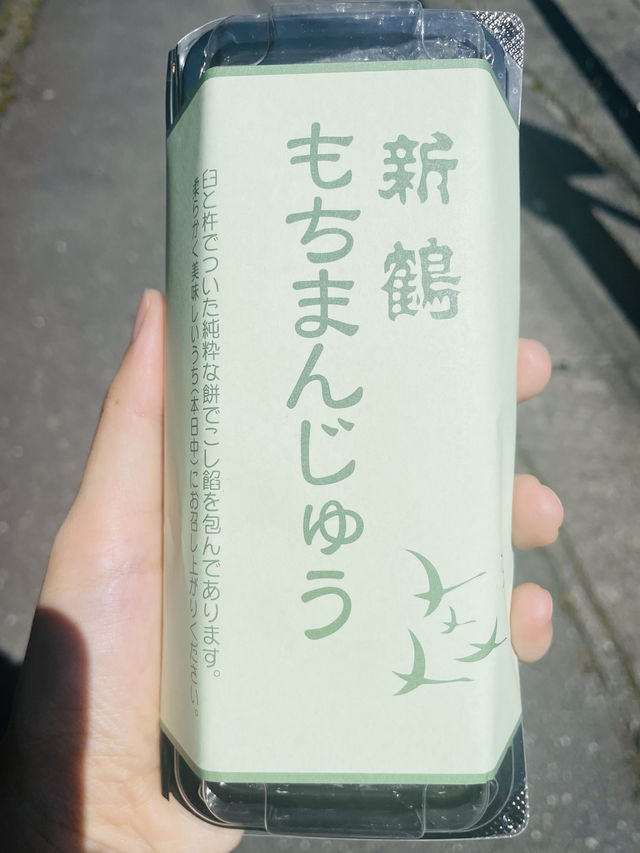 新鶴
もちまんじゅう
臼と杵でついた純粋な餅でこし餡を包んであります。
柔らかく美味しいうち(本日中)にお召し上がりください。